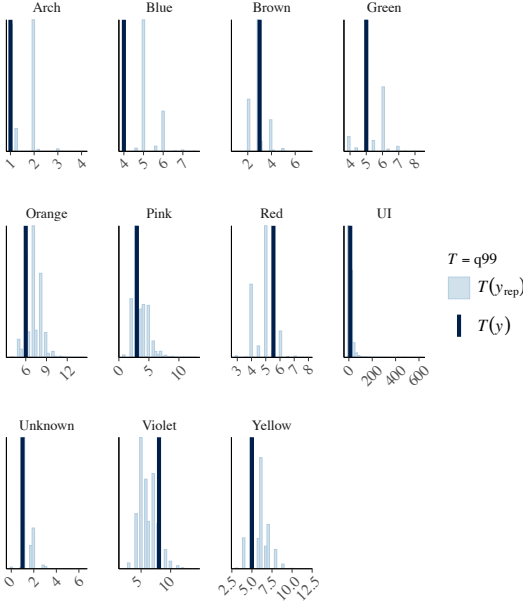 Arch Blue Brown Green
1 2 3 4 4 5 6 7 2 4 6 4 5 6 7 8
Orange Pink Red UI
6 9 12 0 5 10 3 4 5 6 7 8 0 200 400 600
T = q99
T(y_rep)
T(y)
Unknown Violet Yellow
0 2 4 6 5 10 2.5 5.0 7.5 10.0 12.5